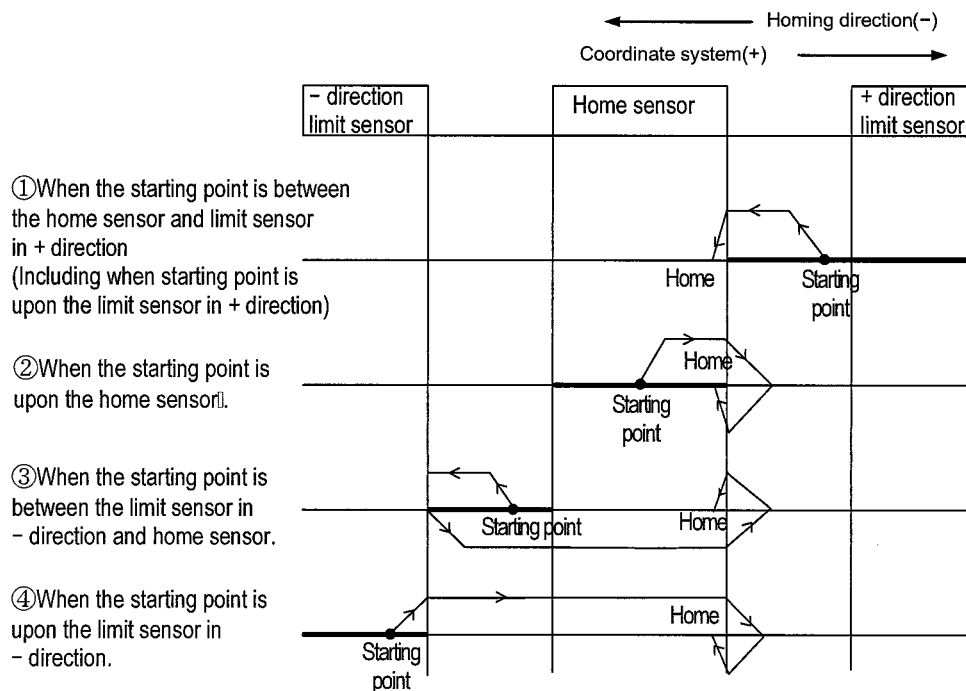 Homing direction(−)
Coordinate system(+)
− direction
limit sensor
Home sensor
+ direction
limit sensor
①When the starting point is between
the home sensor and limit sensor
in + direction
(Including when starting point is
upon the limit sensor in + direction)
Home
Starting
point
②When the starting point is
upon the home sensor▯.
Home
Starting
point
③When the starting point is
between the limit sensor in
− direction and home sensor.
Starting point
Home
④When the starting point is
upon the limit sensor in
− direction.
Home
Starting
point